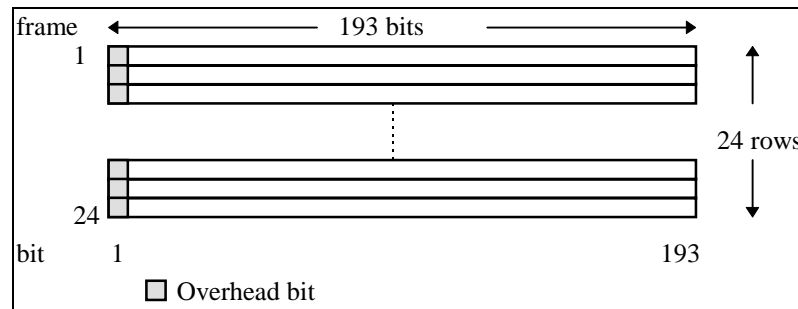 frame 193 bits
1
24 rows
24
bit 1 193
Overhead bit